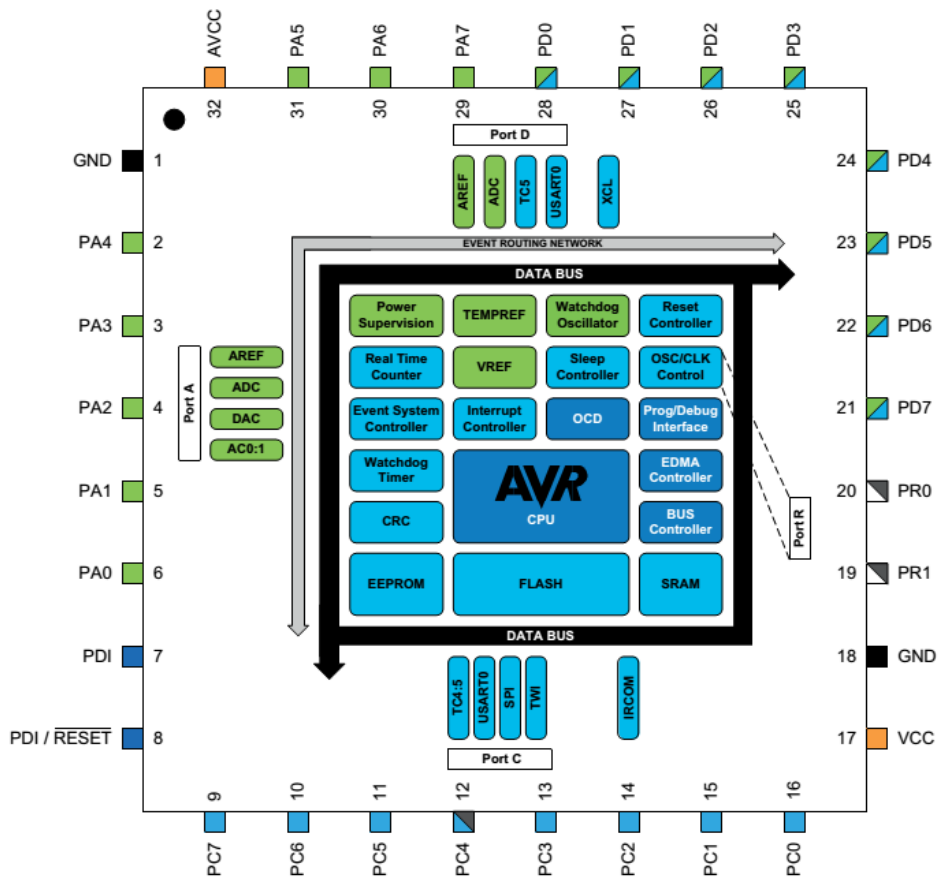 AVCC
PA5
PA6
PA7
PD0
PD1
PD2
PD3
32
31
30
29
28
27
26
25
Port D
GND
1
24
PD4
AREF
ADC
TC5
USART0
XCL
PA4
2
EVENT ROUTING NETWORK
23
PD5
DATA BUS
PA3
3
Power
Supervision
TEMPREF
Watchdog
Oscillator
Reset
Controller
22
PD6
Port A
AREF
ADC
DAC
AC0:1
Real Time
Counter
VREF
Sleep
Controller
OSC/CLK
Control
PA2
4
Event System
Controller
Interrupt
Controller
OCD
Prog/Debug
Interface
21
PD7
PA1
5
Watchdog
Timer
AVR
CPU
EDMA
Controller
20
PR0
CRC
BUS
Controller
Port R
PA0
6
EEPROM
FLASH
SRAM
19
PR1
DATA BUS
PDI
7
18
GND
TC4:5
USART0
SPI
TWI
IRCOM
PDI / RESET
8
17
VCC
Port C
9
10
11
12
13
14
15
16
PC7
PC6
PC5
PC4
PC3
PC2
PC1
PC0